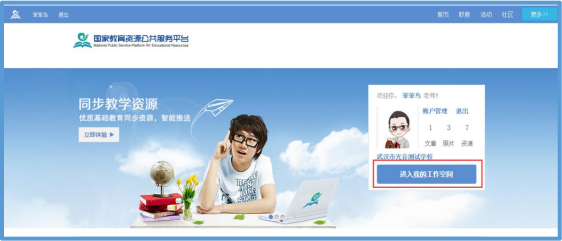 笨笨鸟 退出 首页 职教 活动 社区 更多>>
国家教育资源公共服务平台
National Public Service Platform for Educational Resources
同步教学资源
优质基础教育同步资源，智能推送
立即体验 ▶
欢迎你， 笨笨鸟 老师！
账户管理 退出
1 3 7
文章 照片 资源
武汉市光谷测试学校
进入我的工作空间